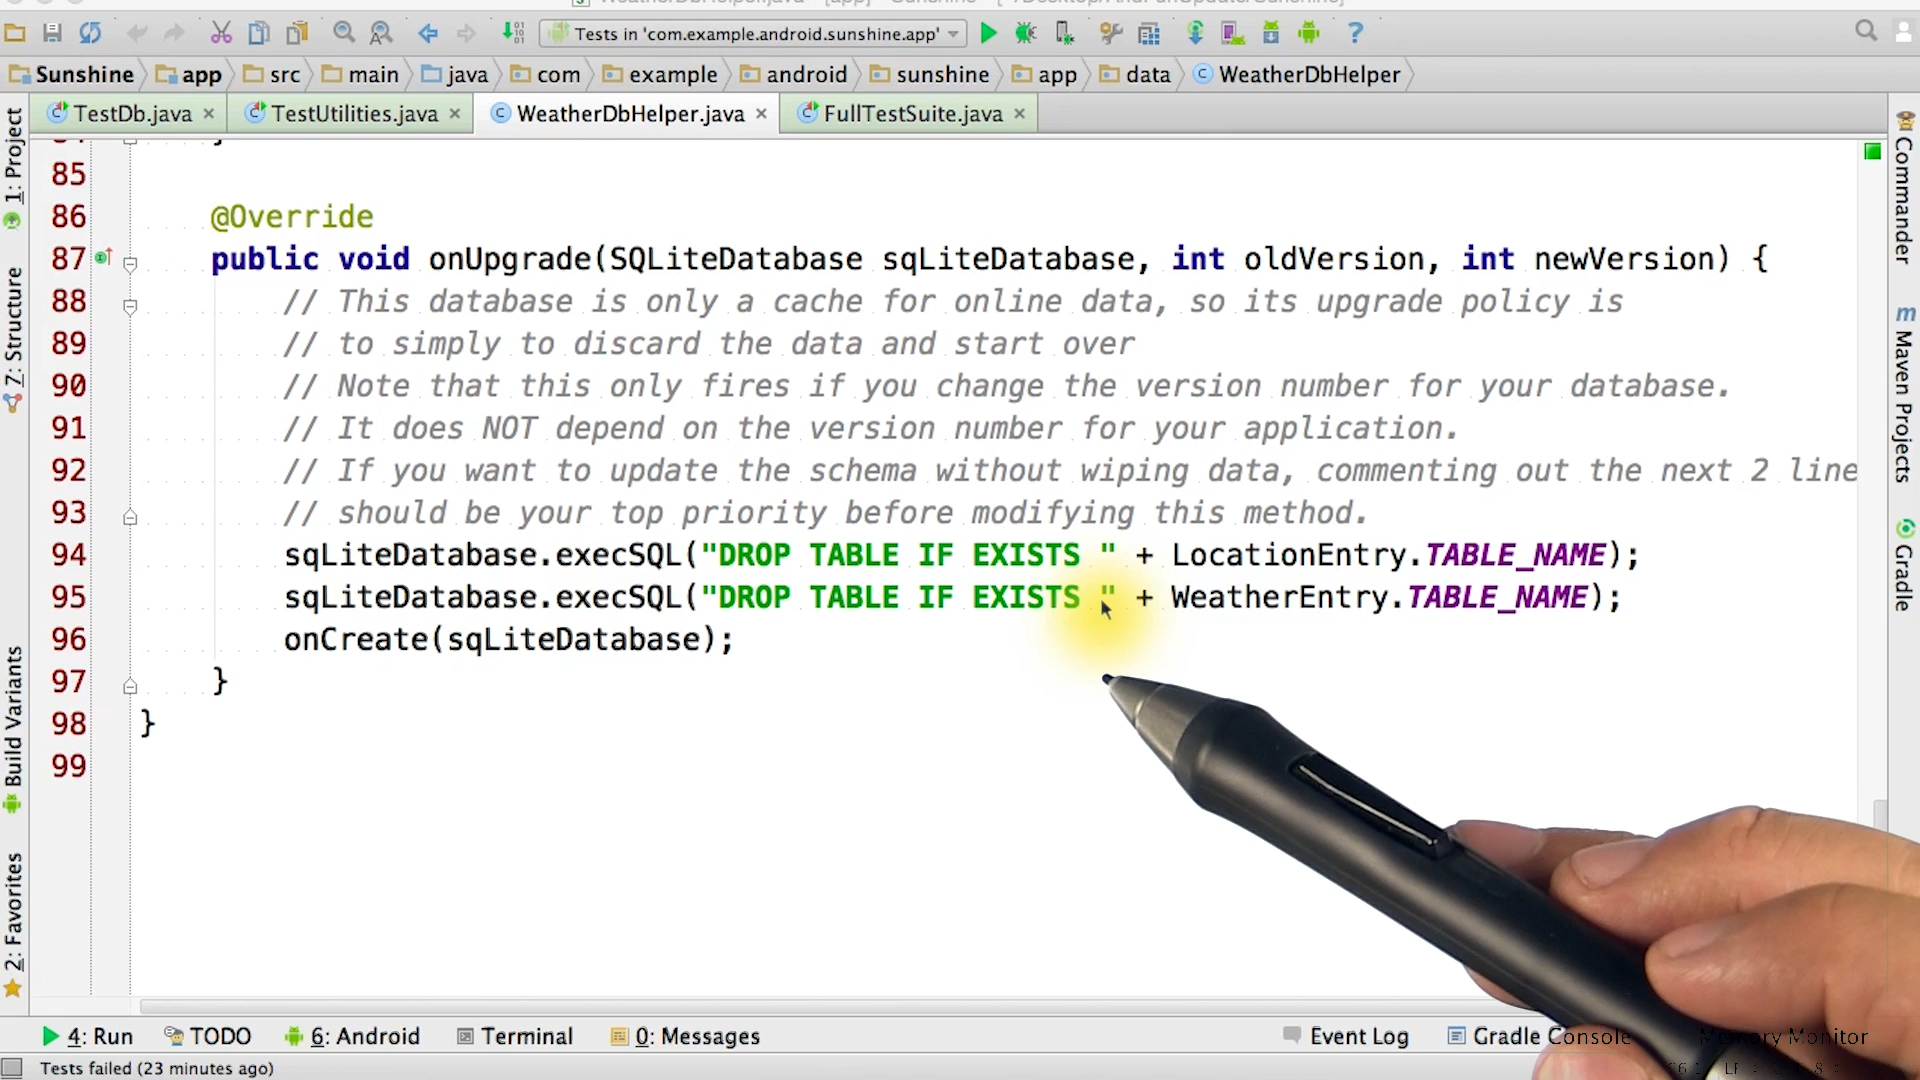 WeatherDbHelper.java - [app] - Sunshine - [~/Desktop/AndFunUpdate/Sunshine]
Tests in 'com.example.android.sunshine.app'
Sunshine app src main java com example android sunshine app data WeatherDbHelper
TestDb.java TestUtilities.java WeatherDbHelper.java FullTestSuite.java
1: Project
7: Structure
Build Variants
2: Favorites
85
86 @Override
87 public void onUpgrade(SQLiteDatabase sqLiteDatabase, int oldVersion, int newVersion) {
88 // This database is only a cache for online data, so its upgrade policy is
89 // to simply to discard the data and start over
90 // Note that this only fires if you change the version number for your database.
91 // It does NOT depend on the version number for your application.
92 // If you want to update the schema without wiping data, commenting out the next 2 line
93 // should be your top priority before modifying this method.
94 sqLiteDatabase.execSQL("DROP TABLE IF EXISTS " + LocationEntry.TABLE_NAME);
95 sqLiteDatabase.execSQL("DROP TABLE IF EXISTS " + WeatherEntry.TABLE_NAME);
96 onCreate(sqLiteDatabase);
97 }
98 }
99
Commander
m Maven Projects
Gradle
4: Run TODO 6: Android Terminal 0: Messages Event Log Gradle Console Memory Monitor
Tests failed (23 minutes ago)